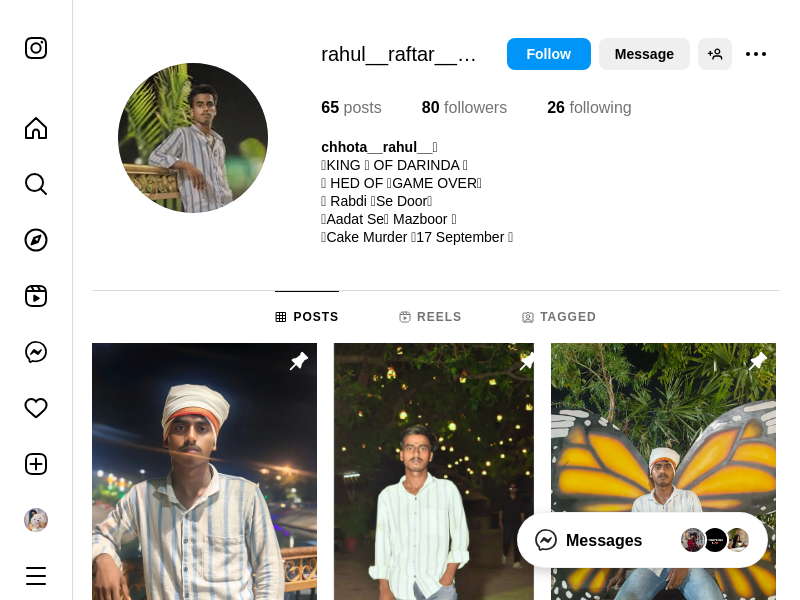 rahul__raftar__…
Follow
Message
65 posts
80 followers
26 following
chhota__rahul__
KING OF DARINDA
HED OF GAME OVER
Rabdi Se Door
Aadat Se Mazboor
Cake Murder 17 September
POSTS
REELS
TAGGED
Messages